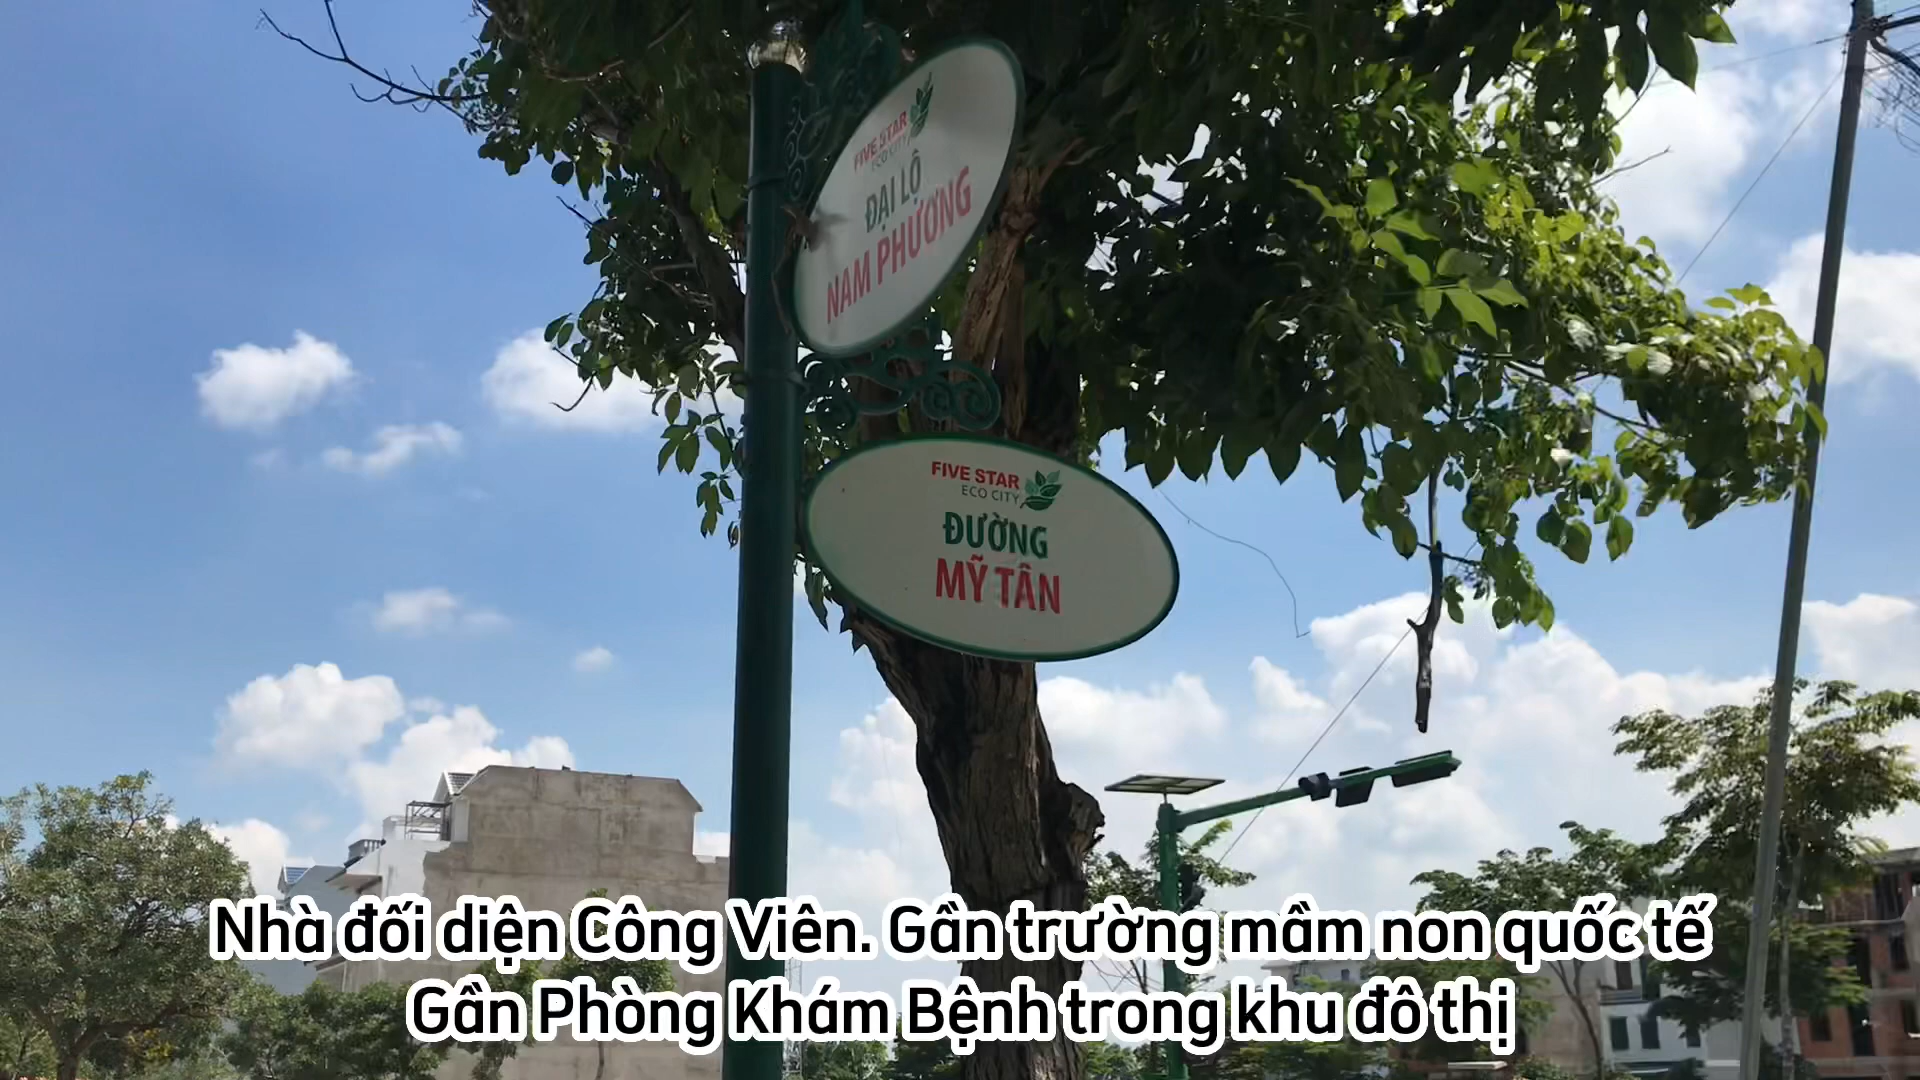 FIVE STAR
ECO CITY
ĐẠI LỘ
NAM PHƯƠNG
FIVE STAR
ECO CITY
ĐƯỜNG
MỸ TÂN
Nhà đối diện Công Viên. Gần trường mầm non quốc tế
Gần Phòng Khám Bệnh trong khu đô thị